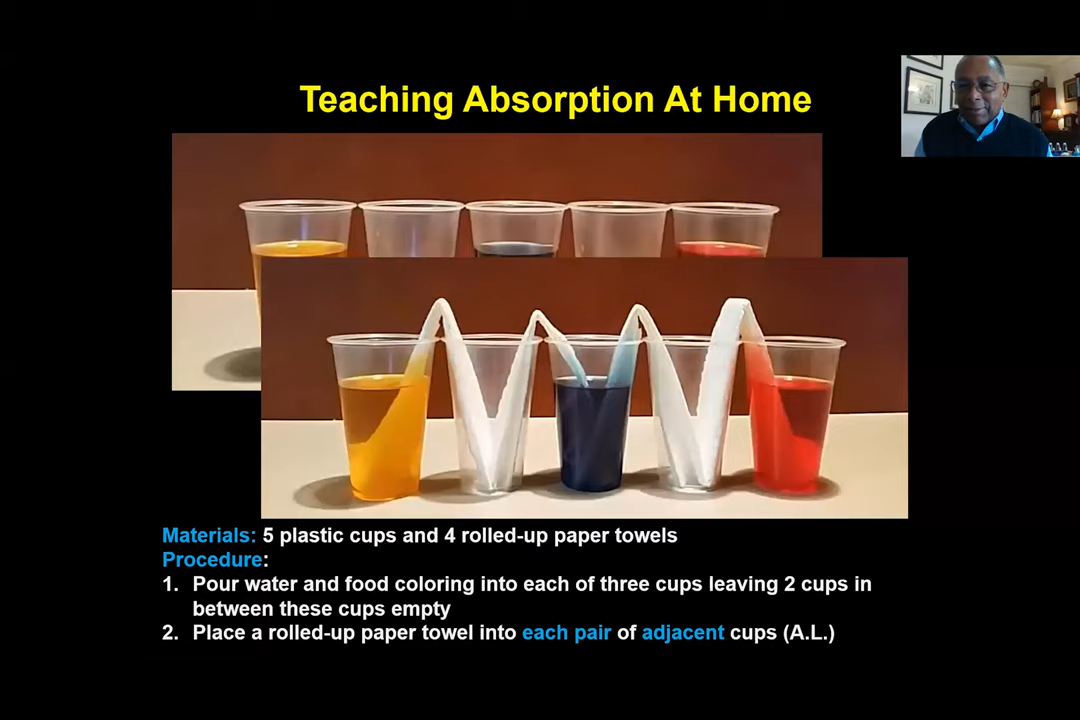 Teaching Absorption At Home
Materials: 5 plastic cups and 4 rolled-up paper towels
Procedure:
1. Pour water and food coloring into each of three cups leaving 2 cups in
between these cups empty
2. Place a rolled-up paper towel into each pair of adjacent cups (A.L.)